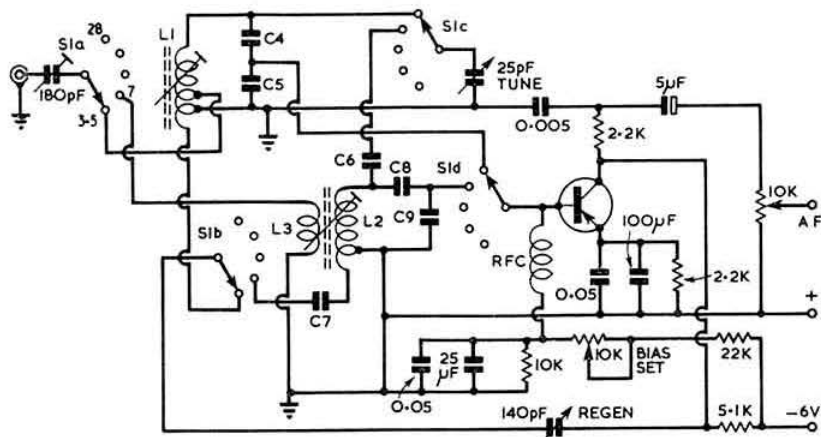 28
S1a
L1
180pF
7
3·5
C4
C5
S1c
25pF
TUNE
0·005
5µF
2·2K
C6
C8
S1d
C9
10K
AF
S1b
L3
L2
C7
RFC
100µF
0·05
2·2K
+
25
µF
0·05
10K
10K
BIAS
SET
22K
140pF
REGEN
5·1K
−6V